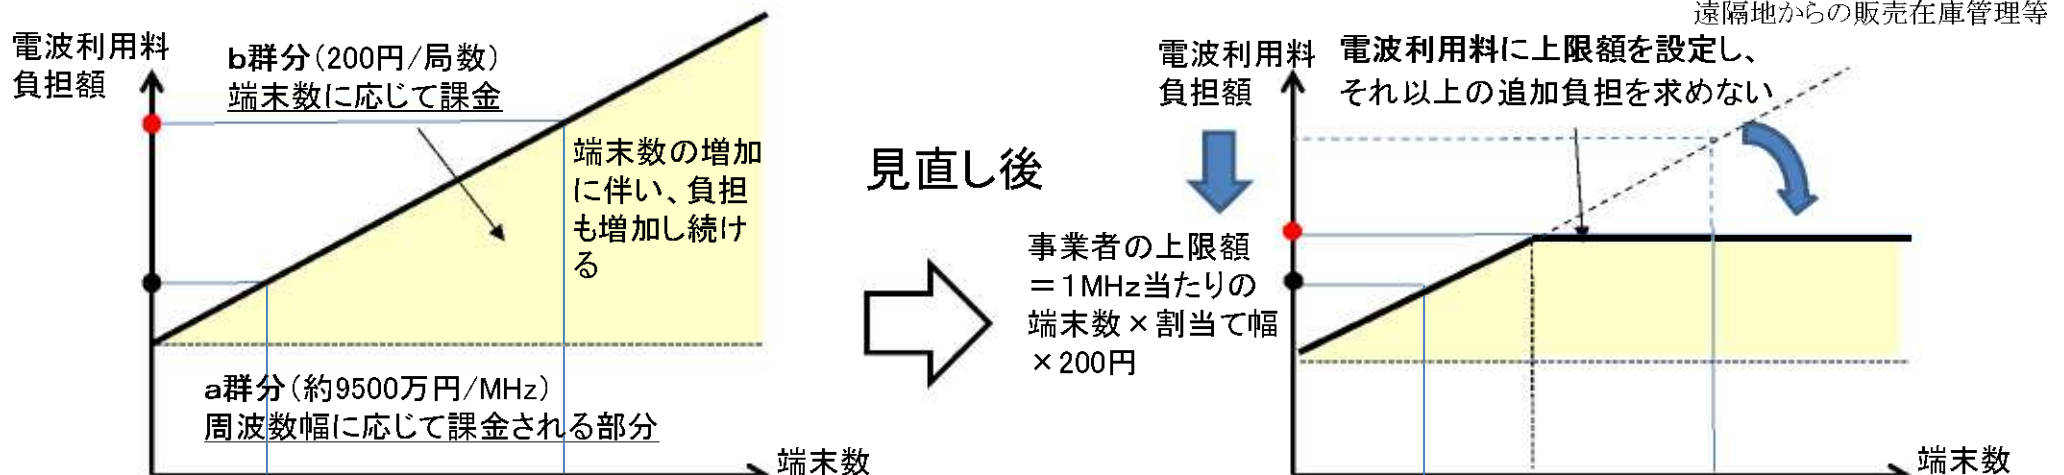 遠隔地からの販売在庫管理等
電波利用料
負担額
b群分(200円/局数)
端末数に応じて課金
端末数の増加
に伴い、負担
も増加し続け
る
a群分(約9500万円/MHz)
周波数幅に応じて課金される部分
端末数
見直し後
電波利用料
負担額
電波利用料に上限額を設定し、
それ以上の追加負担を求めない
事業者の上限額
＝1MHz当たりの
端末数×割当て幅
×200円
端末数